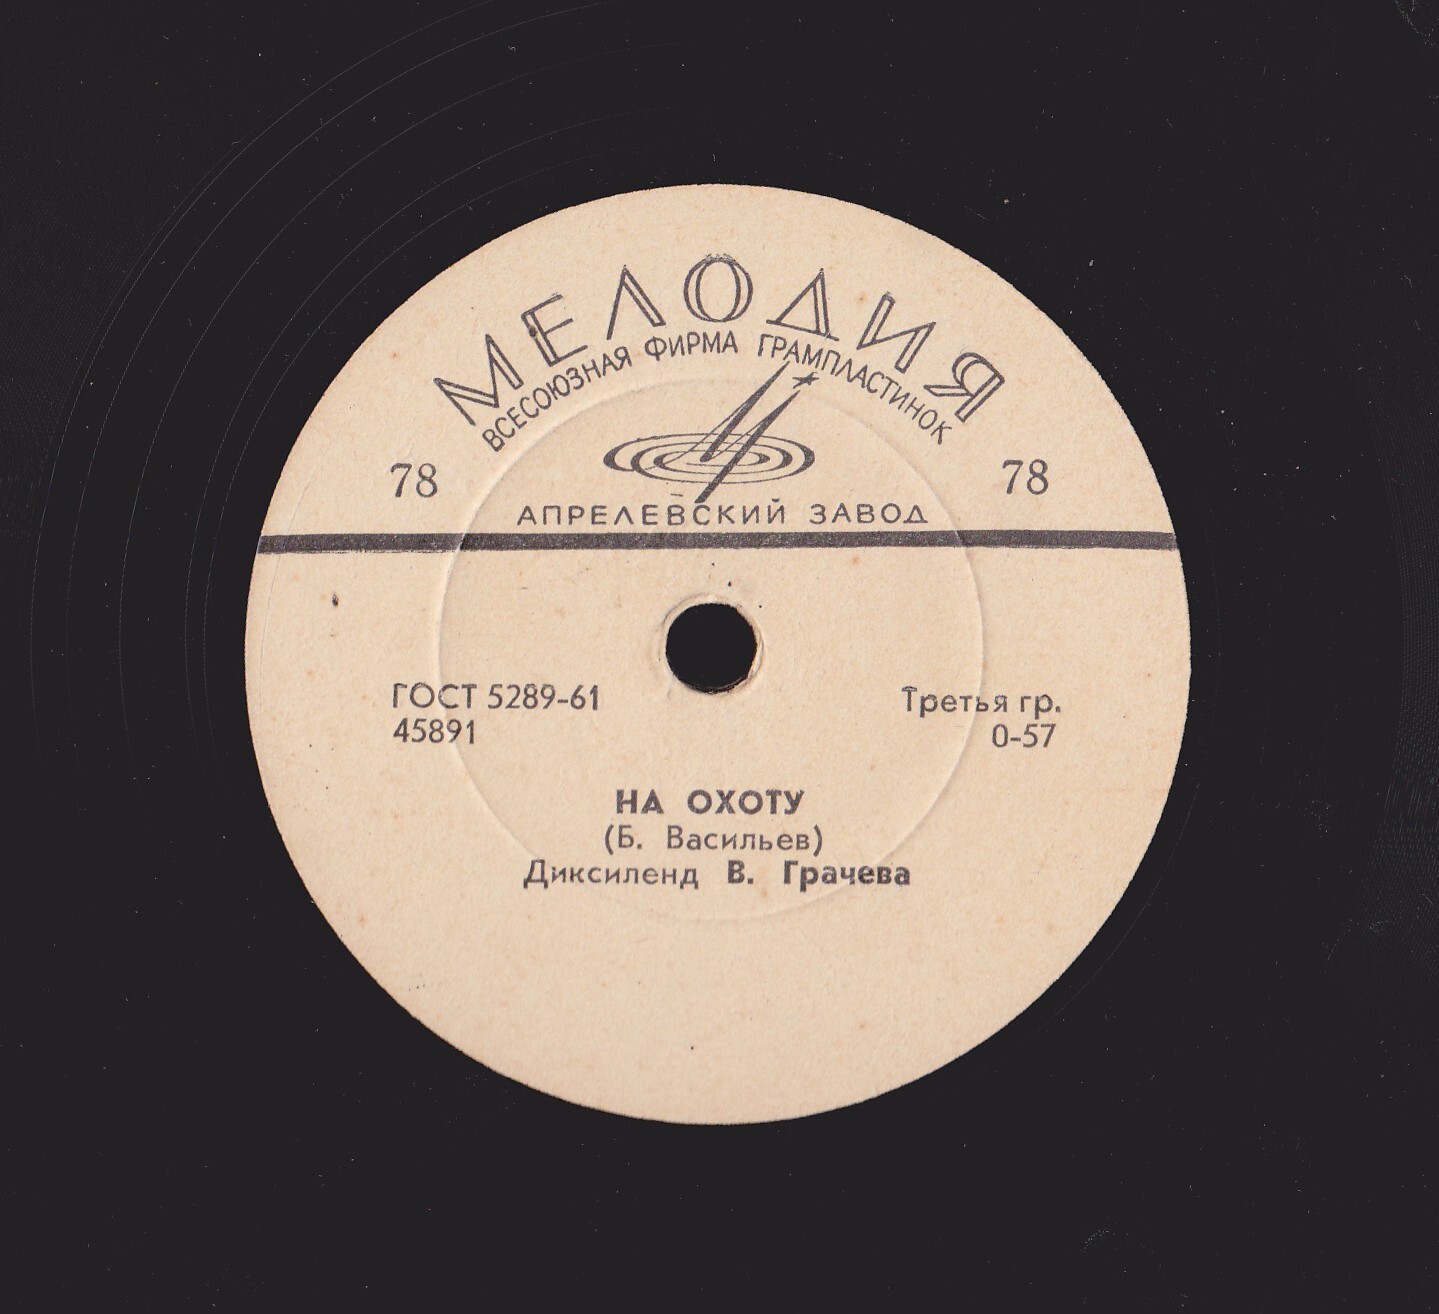 МЕЛОДИЯ
ВСЕСОЮЗНАЯ ФИРМА ГРАМПЛАСТИНОК
78 78
АПРЕЛЕВСКИЙ ЗАВОД
ГОСТ 5289-61 Третья гр.
45891 0-57
НА ОХОТУ
(Б. Васильев)
Диксиленд В. Грачева